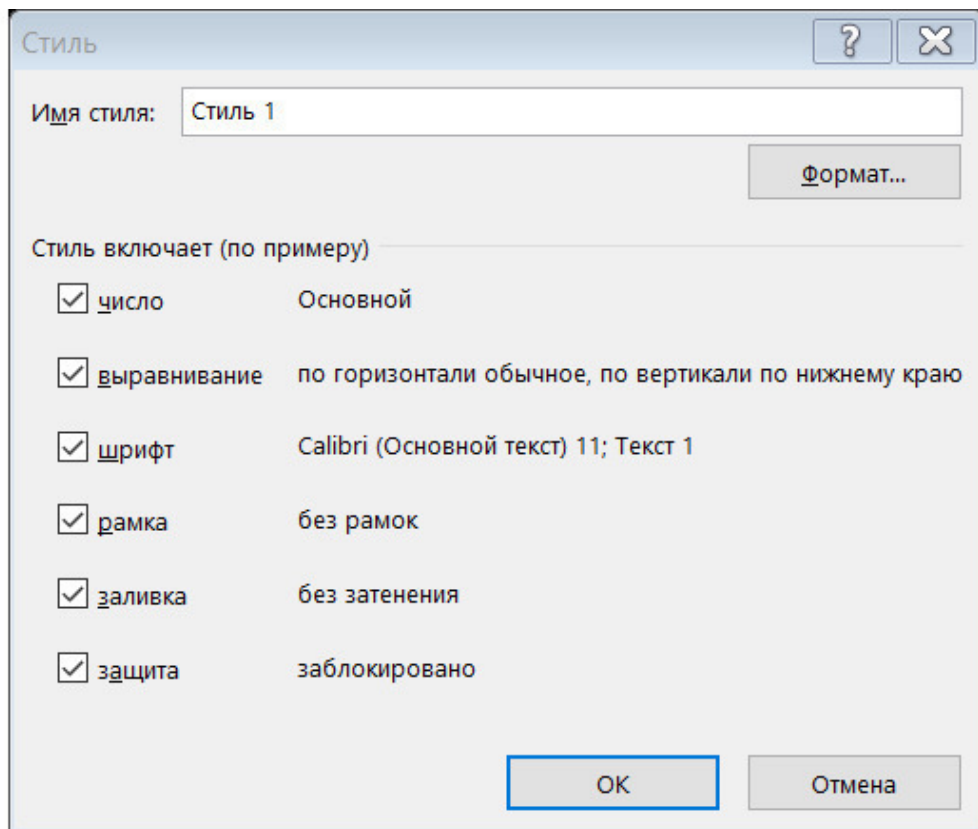 Стиль
Имя стиля: Стиль 1
Формат...
Стиль включает (по примеру)
число Основной
выравнивание по горизонтали обычное, по вертикали по нижнему краю
шрифт Calibri (Основной текст) 11; Текст 1
рамка без рамок
заливка без затенения
защита заблокировано
ОК Отмена